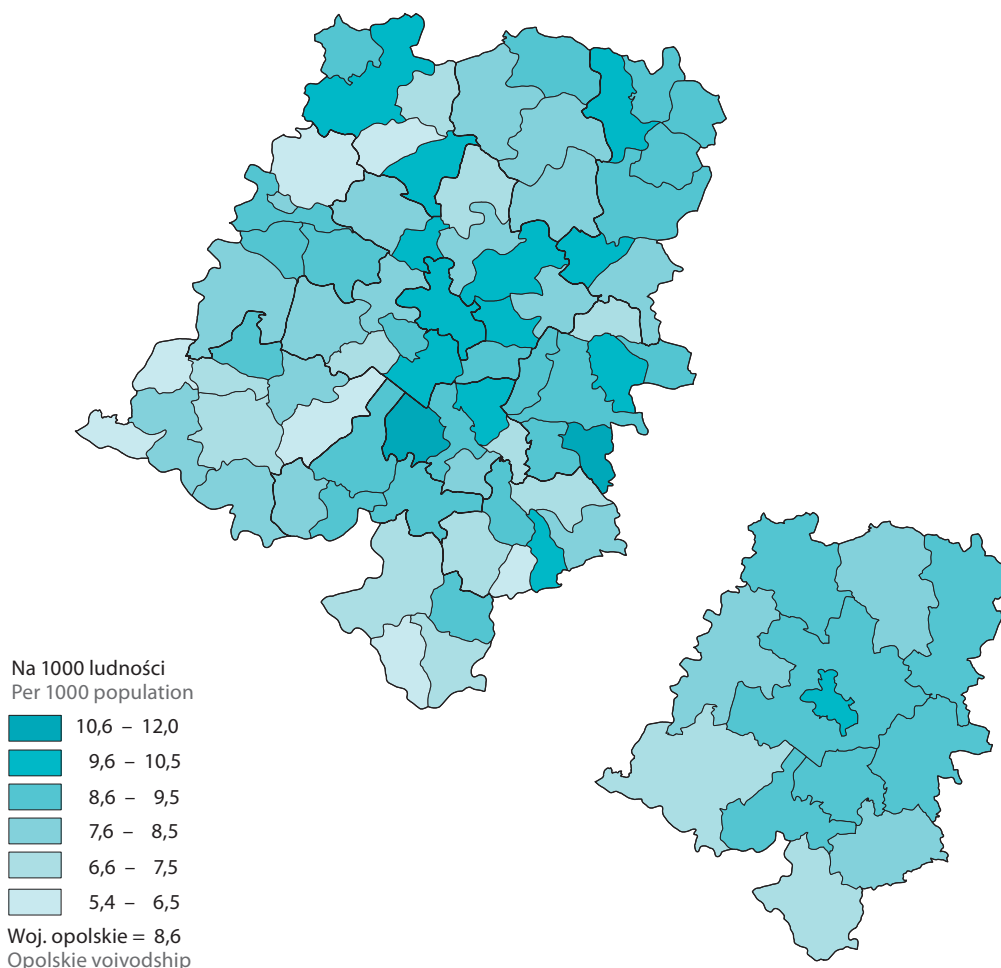 Na 1000 ludności
Per 1000 population
10,6 – 12,0
9,6 – 10,5
8,6 – 9,5
7,6 – 8,5
6,6 – 7,5
5,4 – 6,5
Woj. opolskie = 8,6
Opolskie voivodship